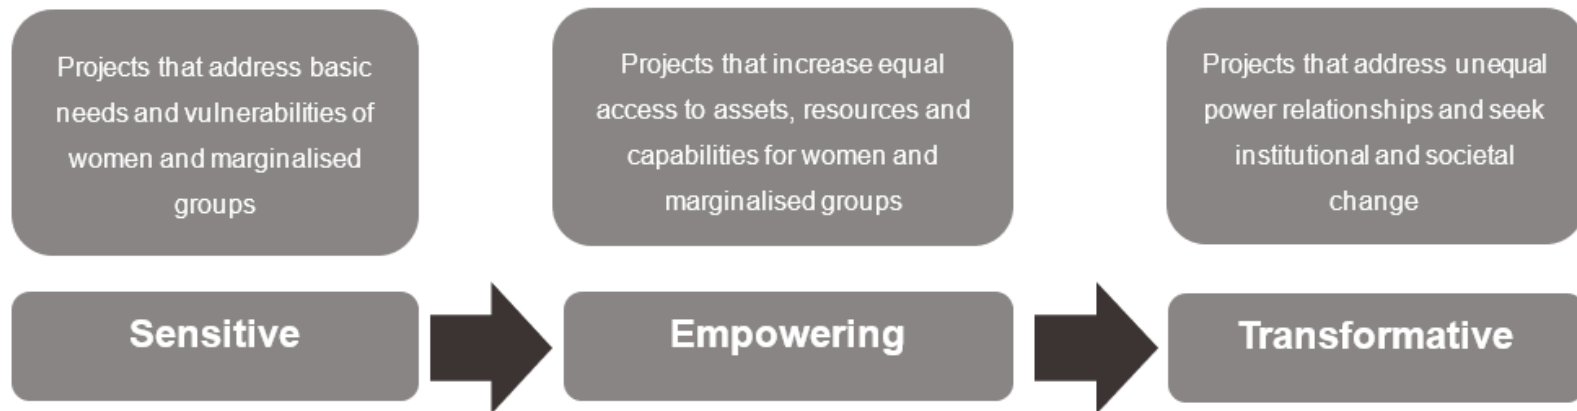 Projects that address basic
needs and vulnerabilities of
women and marginalised
groups
Projects that increase equal
access to assets, resources and
capabilities for women and
marginalised groups
Projects that address unequal
power relationships and seek
institutional and societal
change
Sensitive
Empowering
Transformative